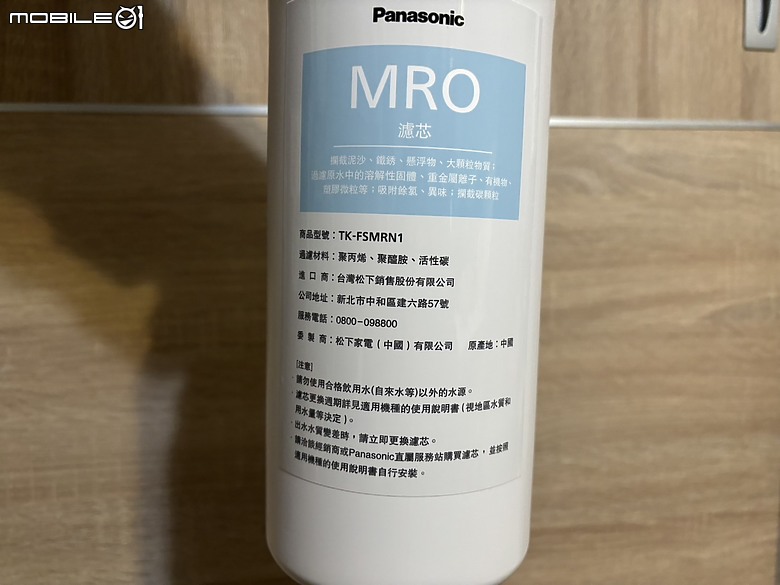 MOBILE01
Panasonic
MRO
濾芯
攔截泥沙、鐵銹、懸浮物、大顆粒物質；
過濾原水中的溶解性固體、重金屬離子、有機物、
塑膠微粒等；吸附餘氯、異味；攔截碳顆粒
商品型號：TK-FSMRN1
過濾材料：聚丙烯、聚醯胺、活性碳
進 口 商：台灣松下銷售股份有限公司
公司地址：新北市中和區建六路57號
服務電話：0800-098800
委 製 商：松下家電（中國）有限公司 原產地：中國
[注意]
· 請勿使用合格飲用水(自來水等)以外的水源。
· 濾芯更換週期詳見適用機種的使用說明書（視地區水質和
用水量等決定）。
· 出水水質變差時，請立即更換濾芯。
· 請洽談經銷商或Panasonic直屬服務站購買濾芯，並按照
適用機種的使用說明書自行安裝。